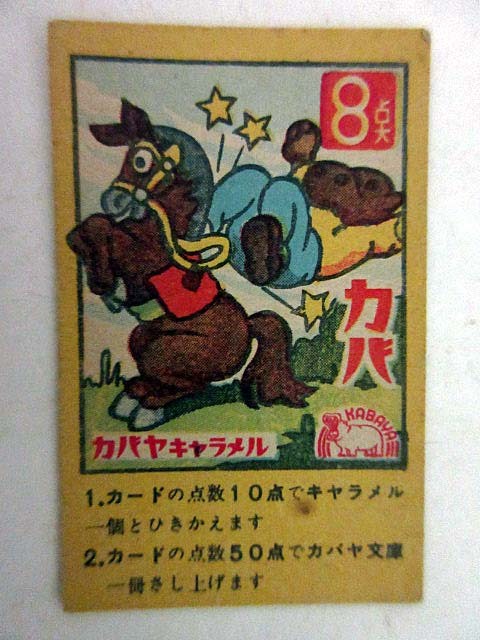 8点
カバ
KABAYA
カバヤキャラメル
1.カードの点数10点でキャラメル
一個とひきかえます
2.カードの点数50点でカバヤ文庫
一冊さし上げます